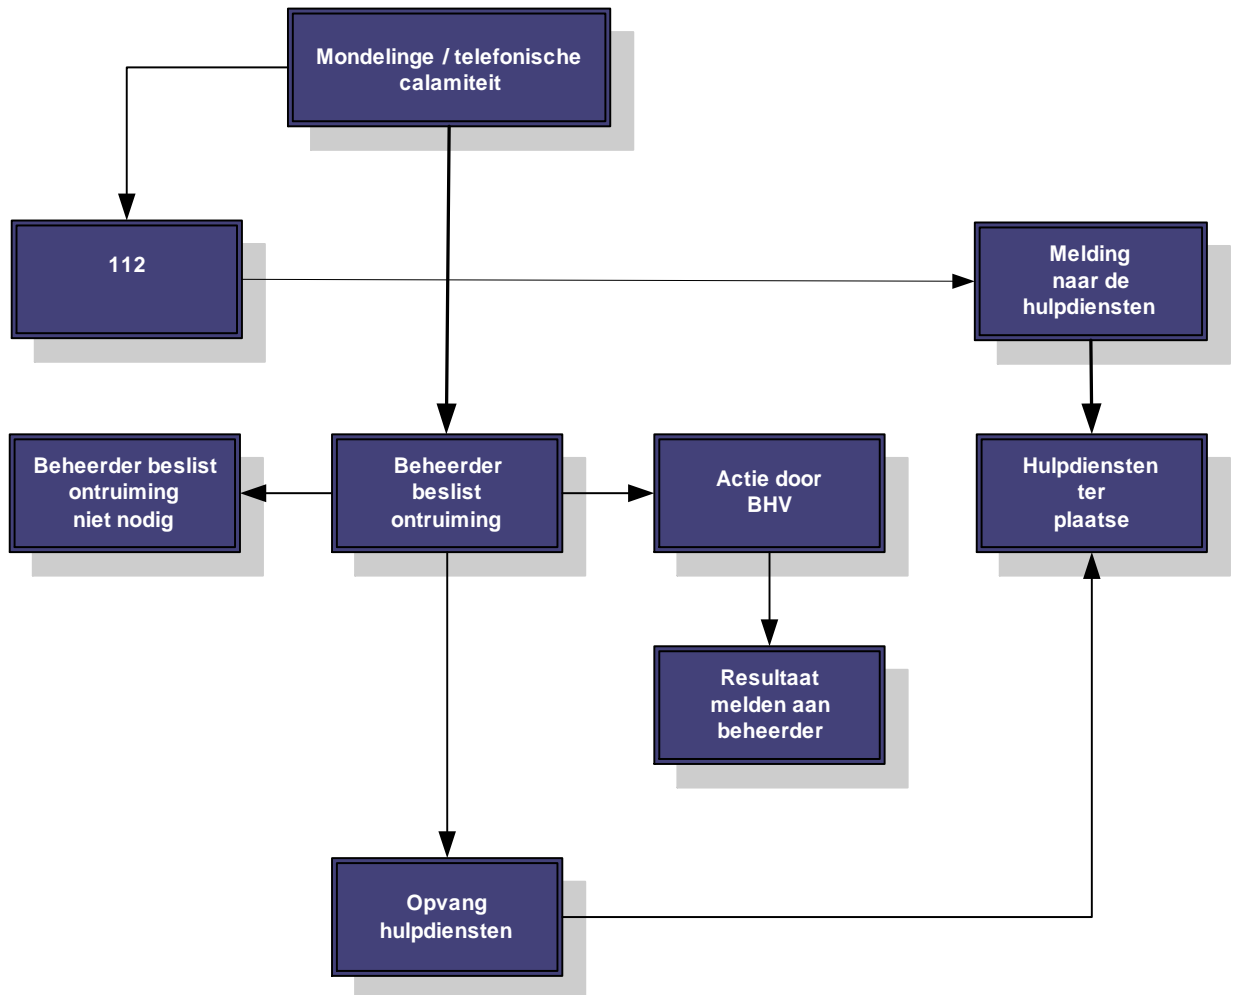 Mondelinge / telefonische
calamiteit
112
Melding
naar de
hulpdiensten
Beheerder beslist
ontruiming
niet nodig
Beheerder
beslist
ontruiming
Actie door
BHV
Hulpdiensten
ter
plaatse
Resultaat
melden aan
beheerder
Opvang
hulpdiensten